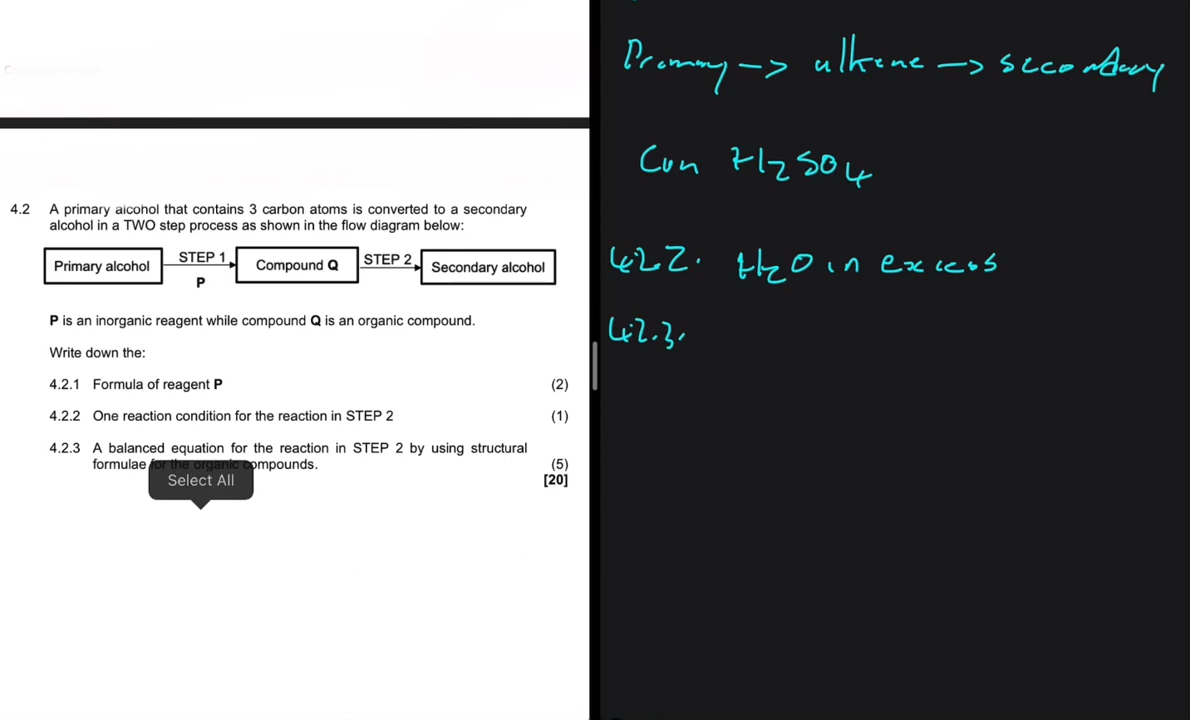 4.2 A primary alcohol that contains 3 carbon atoms is converted to a secondary
alcohol in a TWO step process as shown in the flow diagram below:
Primary alcohol STEP 1 P Compound Q STEP 2 Secondary alcohol
P is an inorganic reagent while compound Q is an organic compound.
Write down the:
4.2.1 Formula of reagent P (2)
4.2.2 One reaction condition for the reaction in STEP 2 (1)
4.2.3 A balanced equation for the reaction in STEP 2 by using structural
formulae for the organic compounds. (5)
[20]
Select All
Primary -> alkene -> secondary
Con H2SO4
4.2.2. H2O in excess
4.2.3.